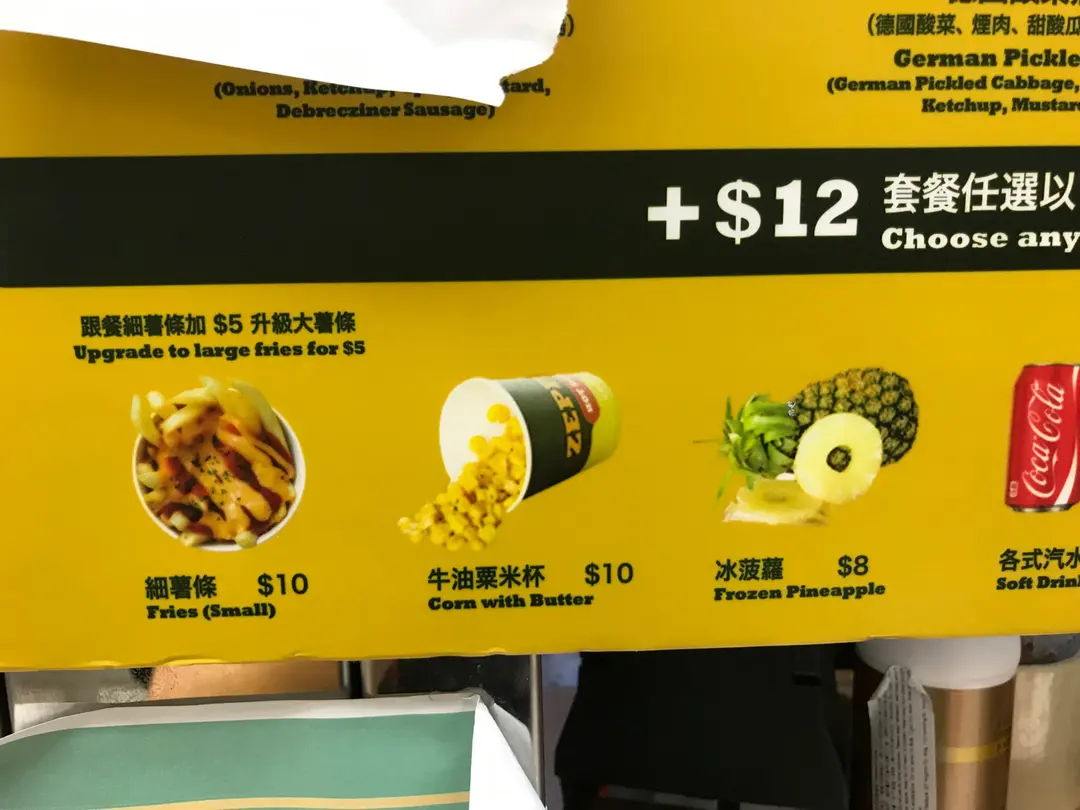 (德國酸菜、煙肉、甜酸瓜
German Pickle
(Onions, Ketchup,
tard,
(German Pickled Cabbage,
Debrecziner Sausage)
Ketchup, Mustar
+$12 套餐任選以
Choose any
跟餐細薯條加 $5 升級大薯條
Upgrade to large fries for $5
Coca-Cola
細薯條 $10
Fries (Small)
牛油粟米杯 $10
Corn with Butter
冰菠蘿 $8
Frozen Pineapple
各式汽水
Soft Drin